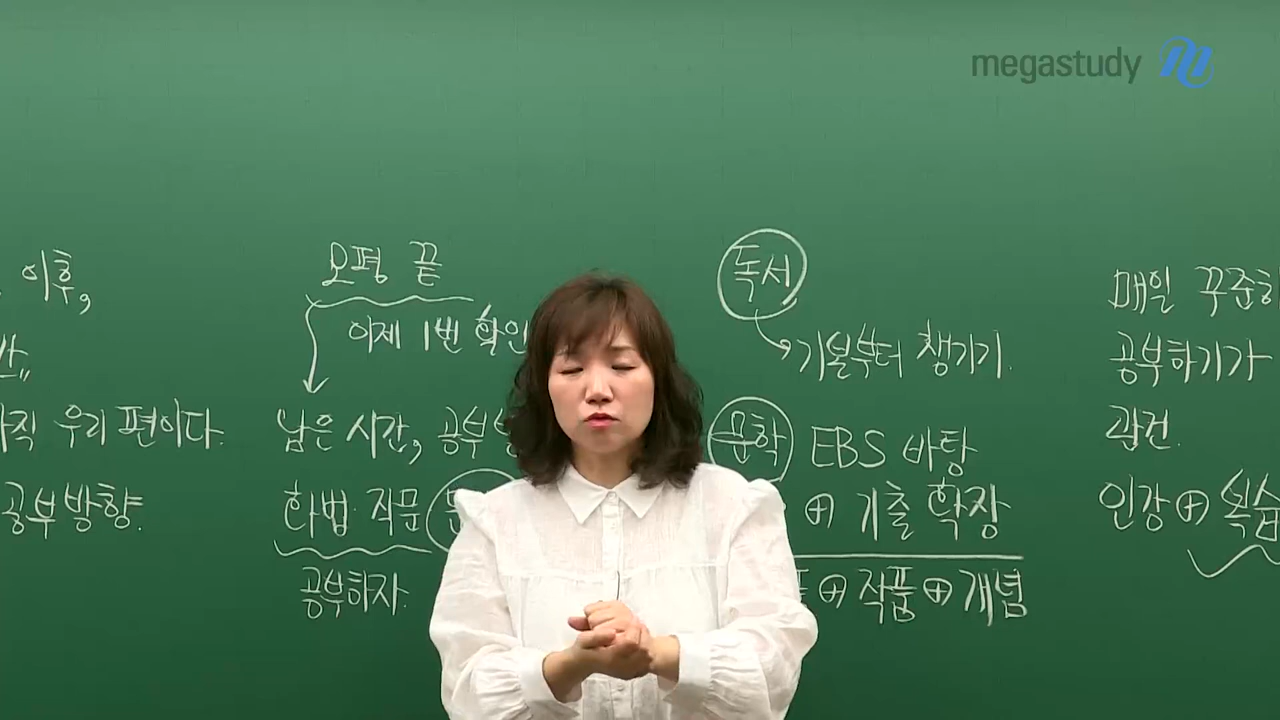 megastudy
이후,
우리 편이다.
공부방향.
모평 끝
이제 1번 확인
남은 시간, 공부
화법 작문
공부하자.
독서
기본부터 챙기기.
문학 EBS 바탕
⊕ 기출 확장
⊕ 작품 ⊕ 개념
매일 꾸준히
공부하기가
관건.
인강 ⊕ 복습